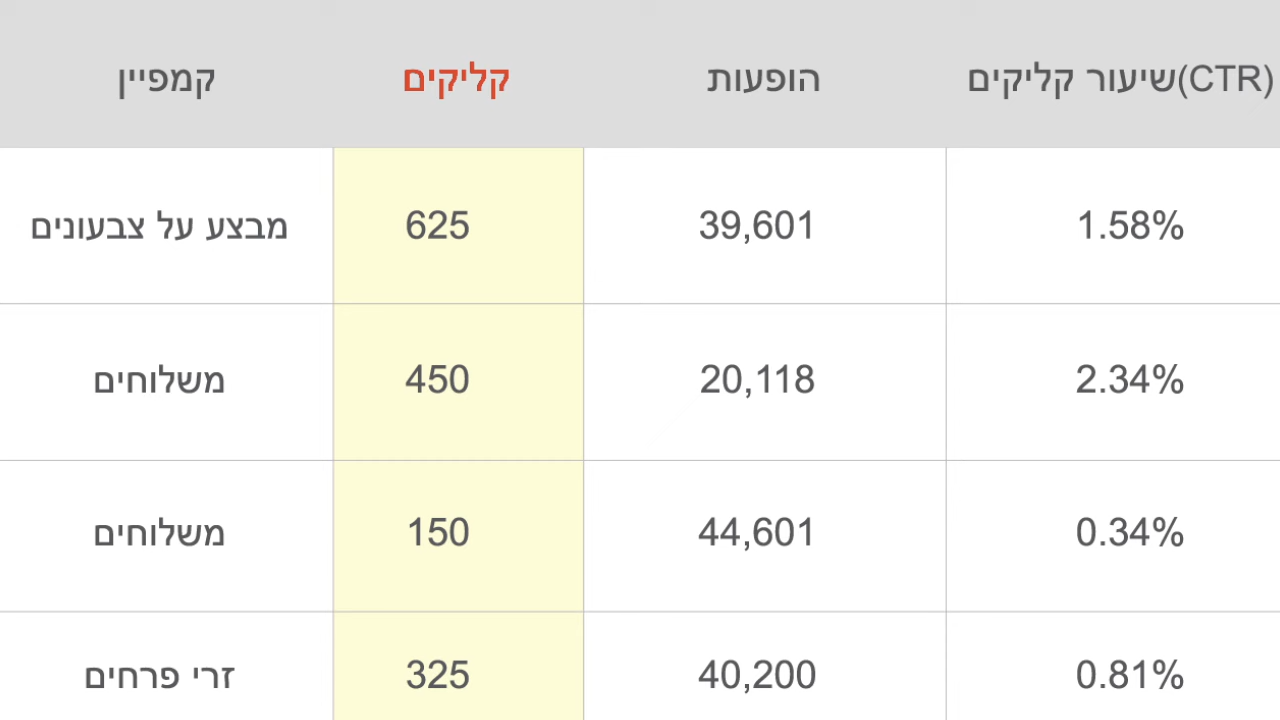 קמפיין קליקים הופעות שיעור קליקים(CTR)
מבצע על צבעונים 625 39,601 1.58%
משלוחים 450 20,118 2.34%
משלוחים 150 44,601 0.34%
זרי פרחים 325 40,200 0.81%